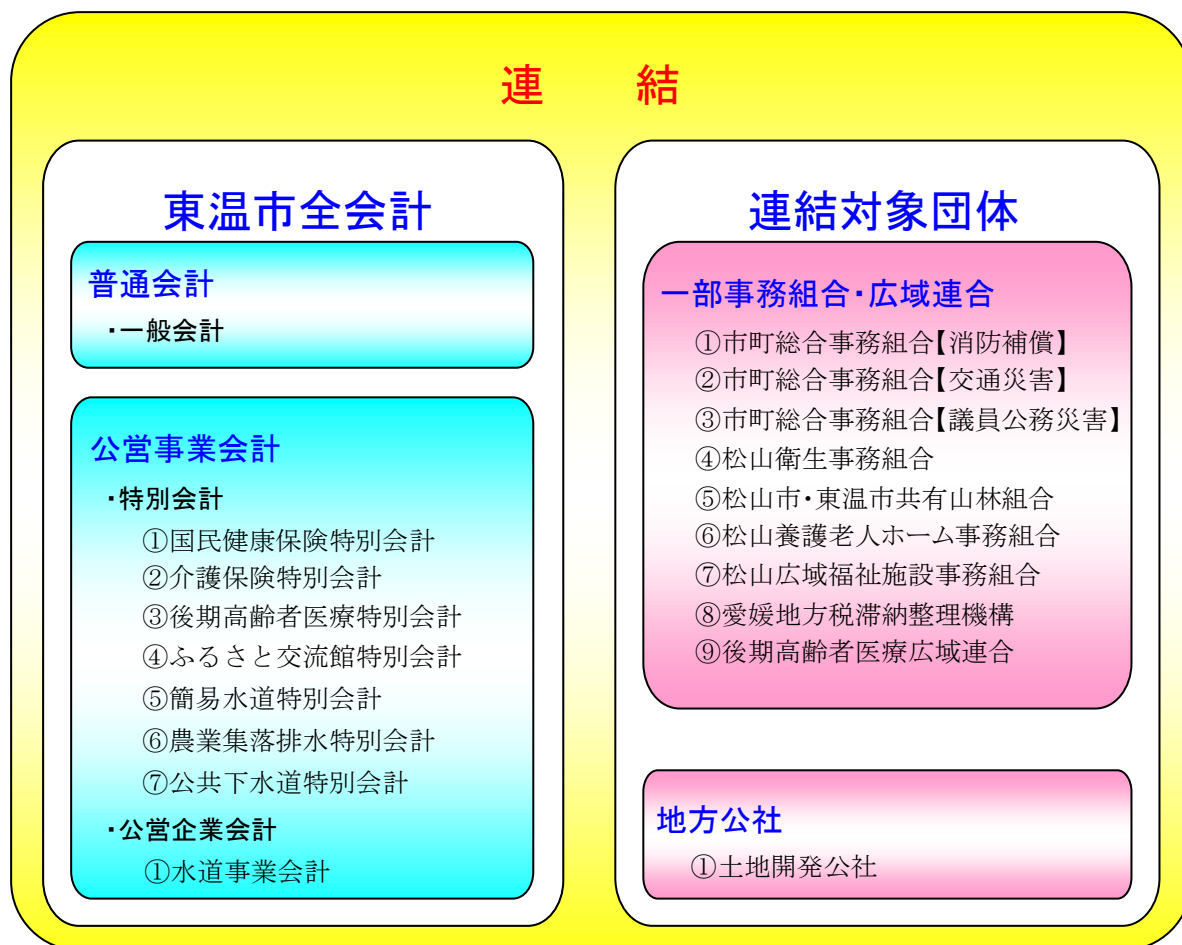 連　結
東温市全会計
普通会計
・一般会計
公営事業会計
・特別会計
①国民健康保険特別会計
②介護保険特別会計
③後期高齢者医療特別会計
④ふるさと交流館特別会計
⑤簡易水道特別会計
⑥農業集落排水特別会計
⑦公共下水道特別会計
・公営企業会計
①水道事業会計
連結対象団体
一部事務組合・広域連合
①市町総合事務組合【消防補償】
②市町総合事務組合【交通災害】
③市町総合事務組合【議員公務災害】
④松山衛生事務組合
⑤松山市・東温市共有山林組合
⑥松山養護老人ホーム事務組合
⑦松山広域福祉施設事務組合
⑧愛媛地方税滞納整理機構
⑨後期高齢者医療広域連合
地方公社
①土地開発公社